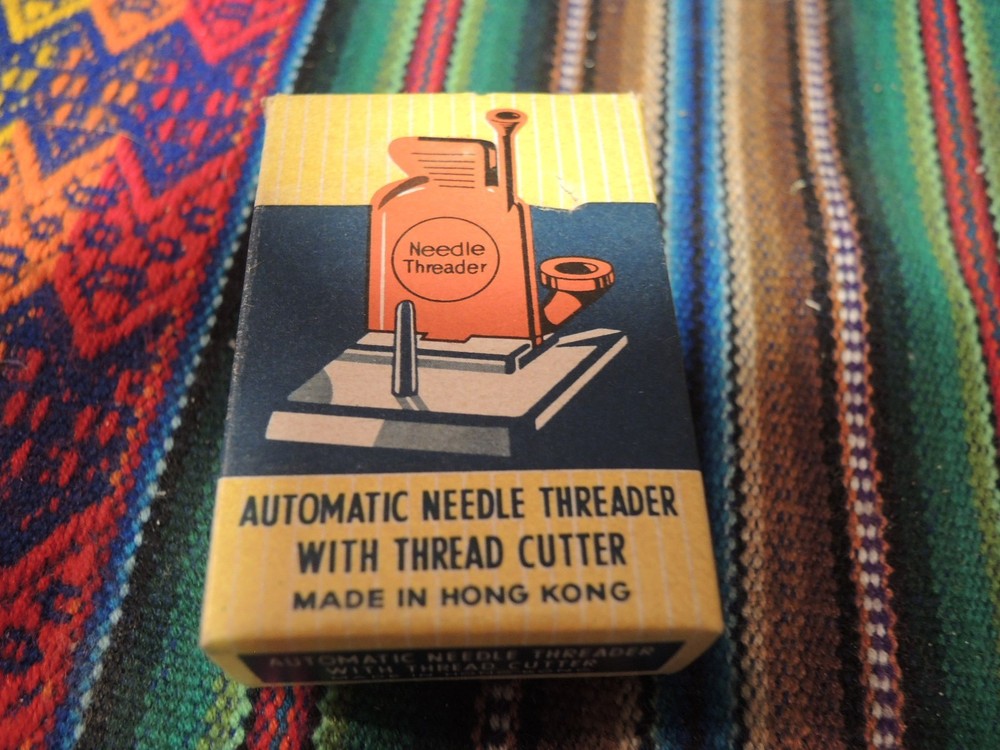 Needle
Threader
AUTOMATIC NEEDLE THREADER
WITH THREAD CUTTER
MADE IN HONG KONG
AUTOMATIC NEEDLE THREADER
WITH THREAD CUTTER